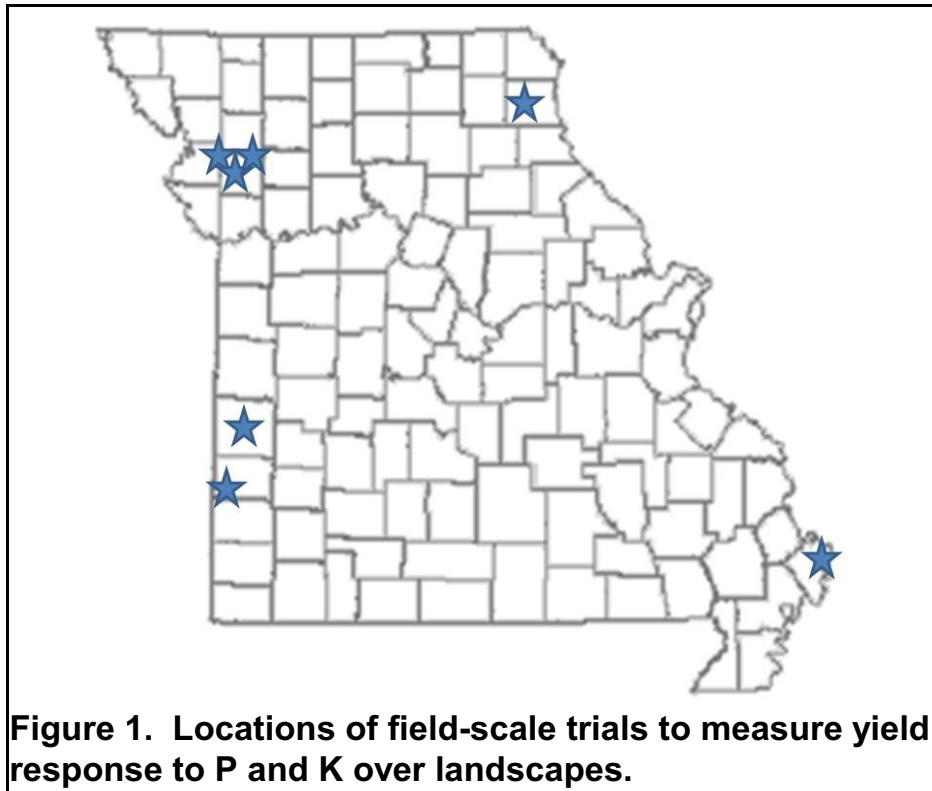 Figure 1.  Locations of field-scale trials to measure yield
response to P and K over landscapes.